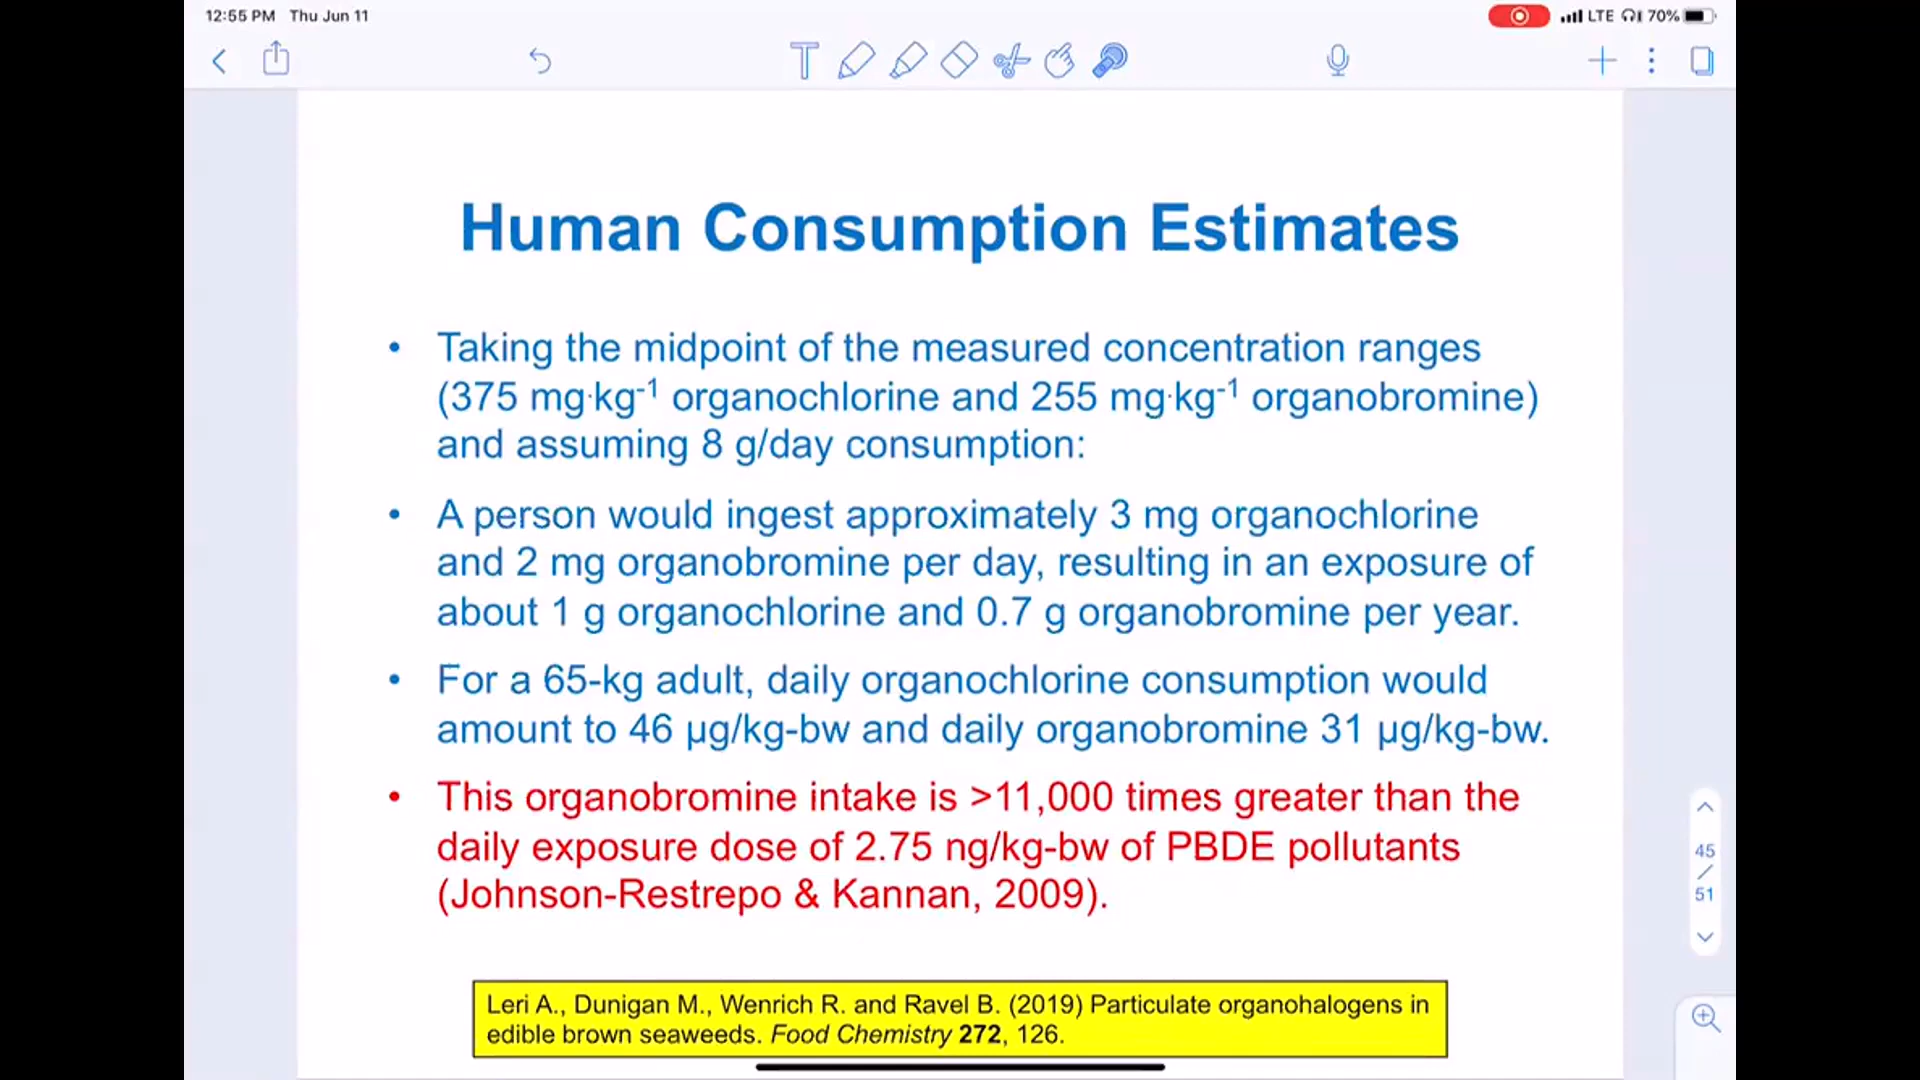 12:55 PM Thu Jun 11
LTE 70%
T
Human Consumption Estimates
• Taking the midpoint of the measured concentration ranges
(375 mg·kg⁻¹ organochlorine and 255 mg·kg⁻¹ organobromine)
and assuming 8 g/day consumption:
• A person would ingest approximately 3 mg organochlorine
and 2 mg organobromine per day, resulting in an exposure of
about 1 g organochlorine and 0.7 g organobromine per year.
• For a 65-kg adult, daily organochlorine consumption would
amount to 46 μg/kg-bw and daily organobromine 31 μg/kg-bw.
• This organobromine intake is >11,000 times greater than the
daily exposure dose of 2.75 ng/kg-bw of PBDE pollutants
(Johnson-Restrepo & Kannan, 2009).
45
/
51
Leri A., Dunigan M., Wenrich R. and Ravel B. (2019) Particulate organohalogens in
edible brown seaweeds. Food Chemistry 272, 126.